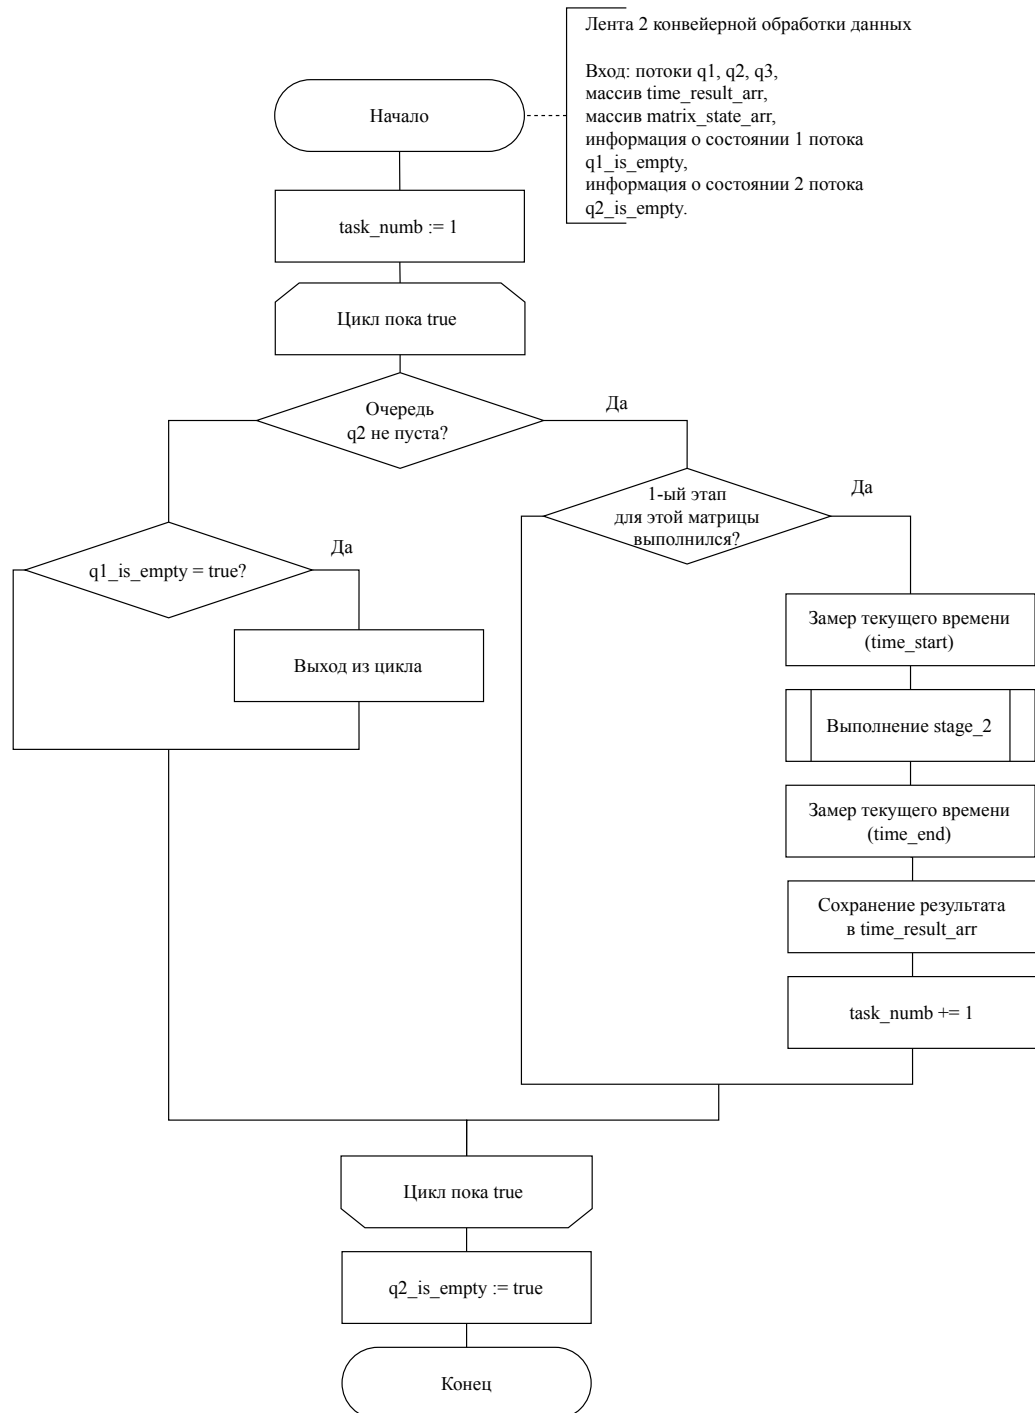 Лента 2 конвейерной обработки данных
Вход: потоки q1, q2, q3,
массив time_result_arr,
массив matrix_state_arr,
информация о состоянии 1 потока
q1_is_empty,
информация о состоянии 2 потока
q2_is_empty.
Начало
task_numb := 1
Цикл пока true
Очередь
q2 не пуста?
Да
1-ый этап
для этой матрицы
выполнился?
Да
q1_is_empty = true?
Да
Выход из цикла
Замер текущего времени
(time_start)
Выполнение stage_2
Замер текущего времени
(time_end)
Сохранение результата
в time_result_arr
task_numb += 1
Цикл пока true
q2_is_empty := true
Конец